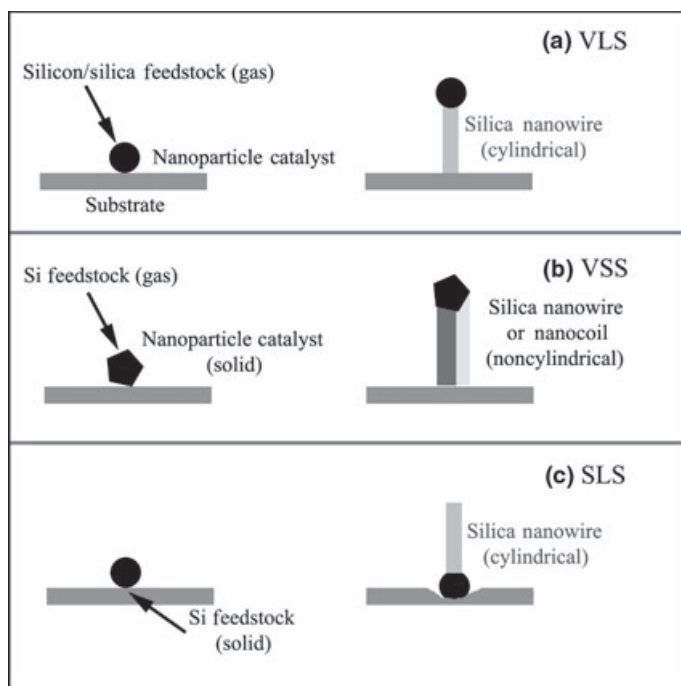 (a) VLS
Silicon/silica feedstock (gas)
Nanoparticle catalyst
Substrate
Silica nanowire
(cylindrical)
(b) VSS
Si feedstock (gas)
Nanoparticle catalyst
(solid)
Silica nanowire
or nanocoil
(noncylindrical)
(c) SLS
Si feedstock
(solid)
Silica nanowire
(cylindrical)